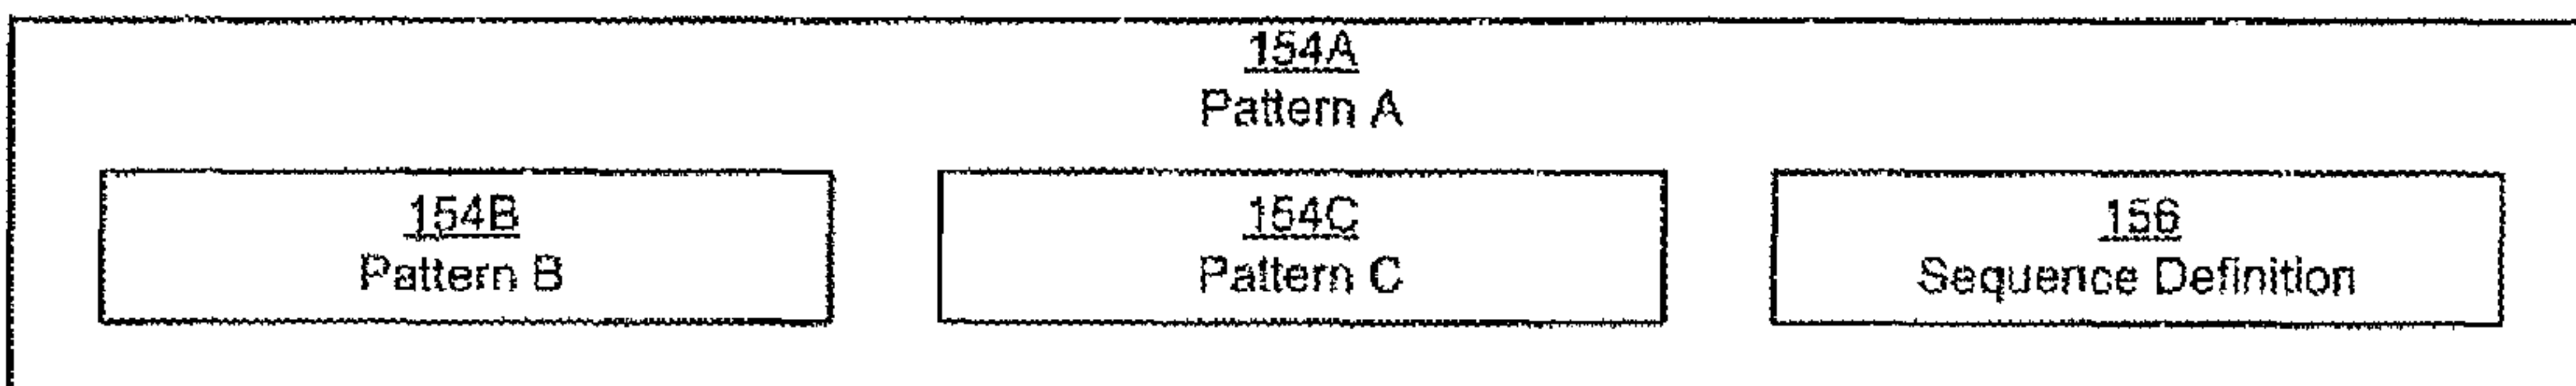 154A
Pattern A
154B
Pattern B
154C
Pattern C
156
Sequence Definition